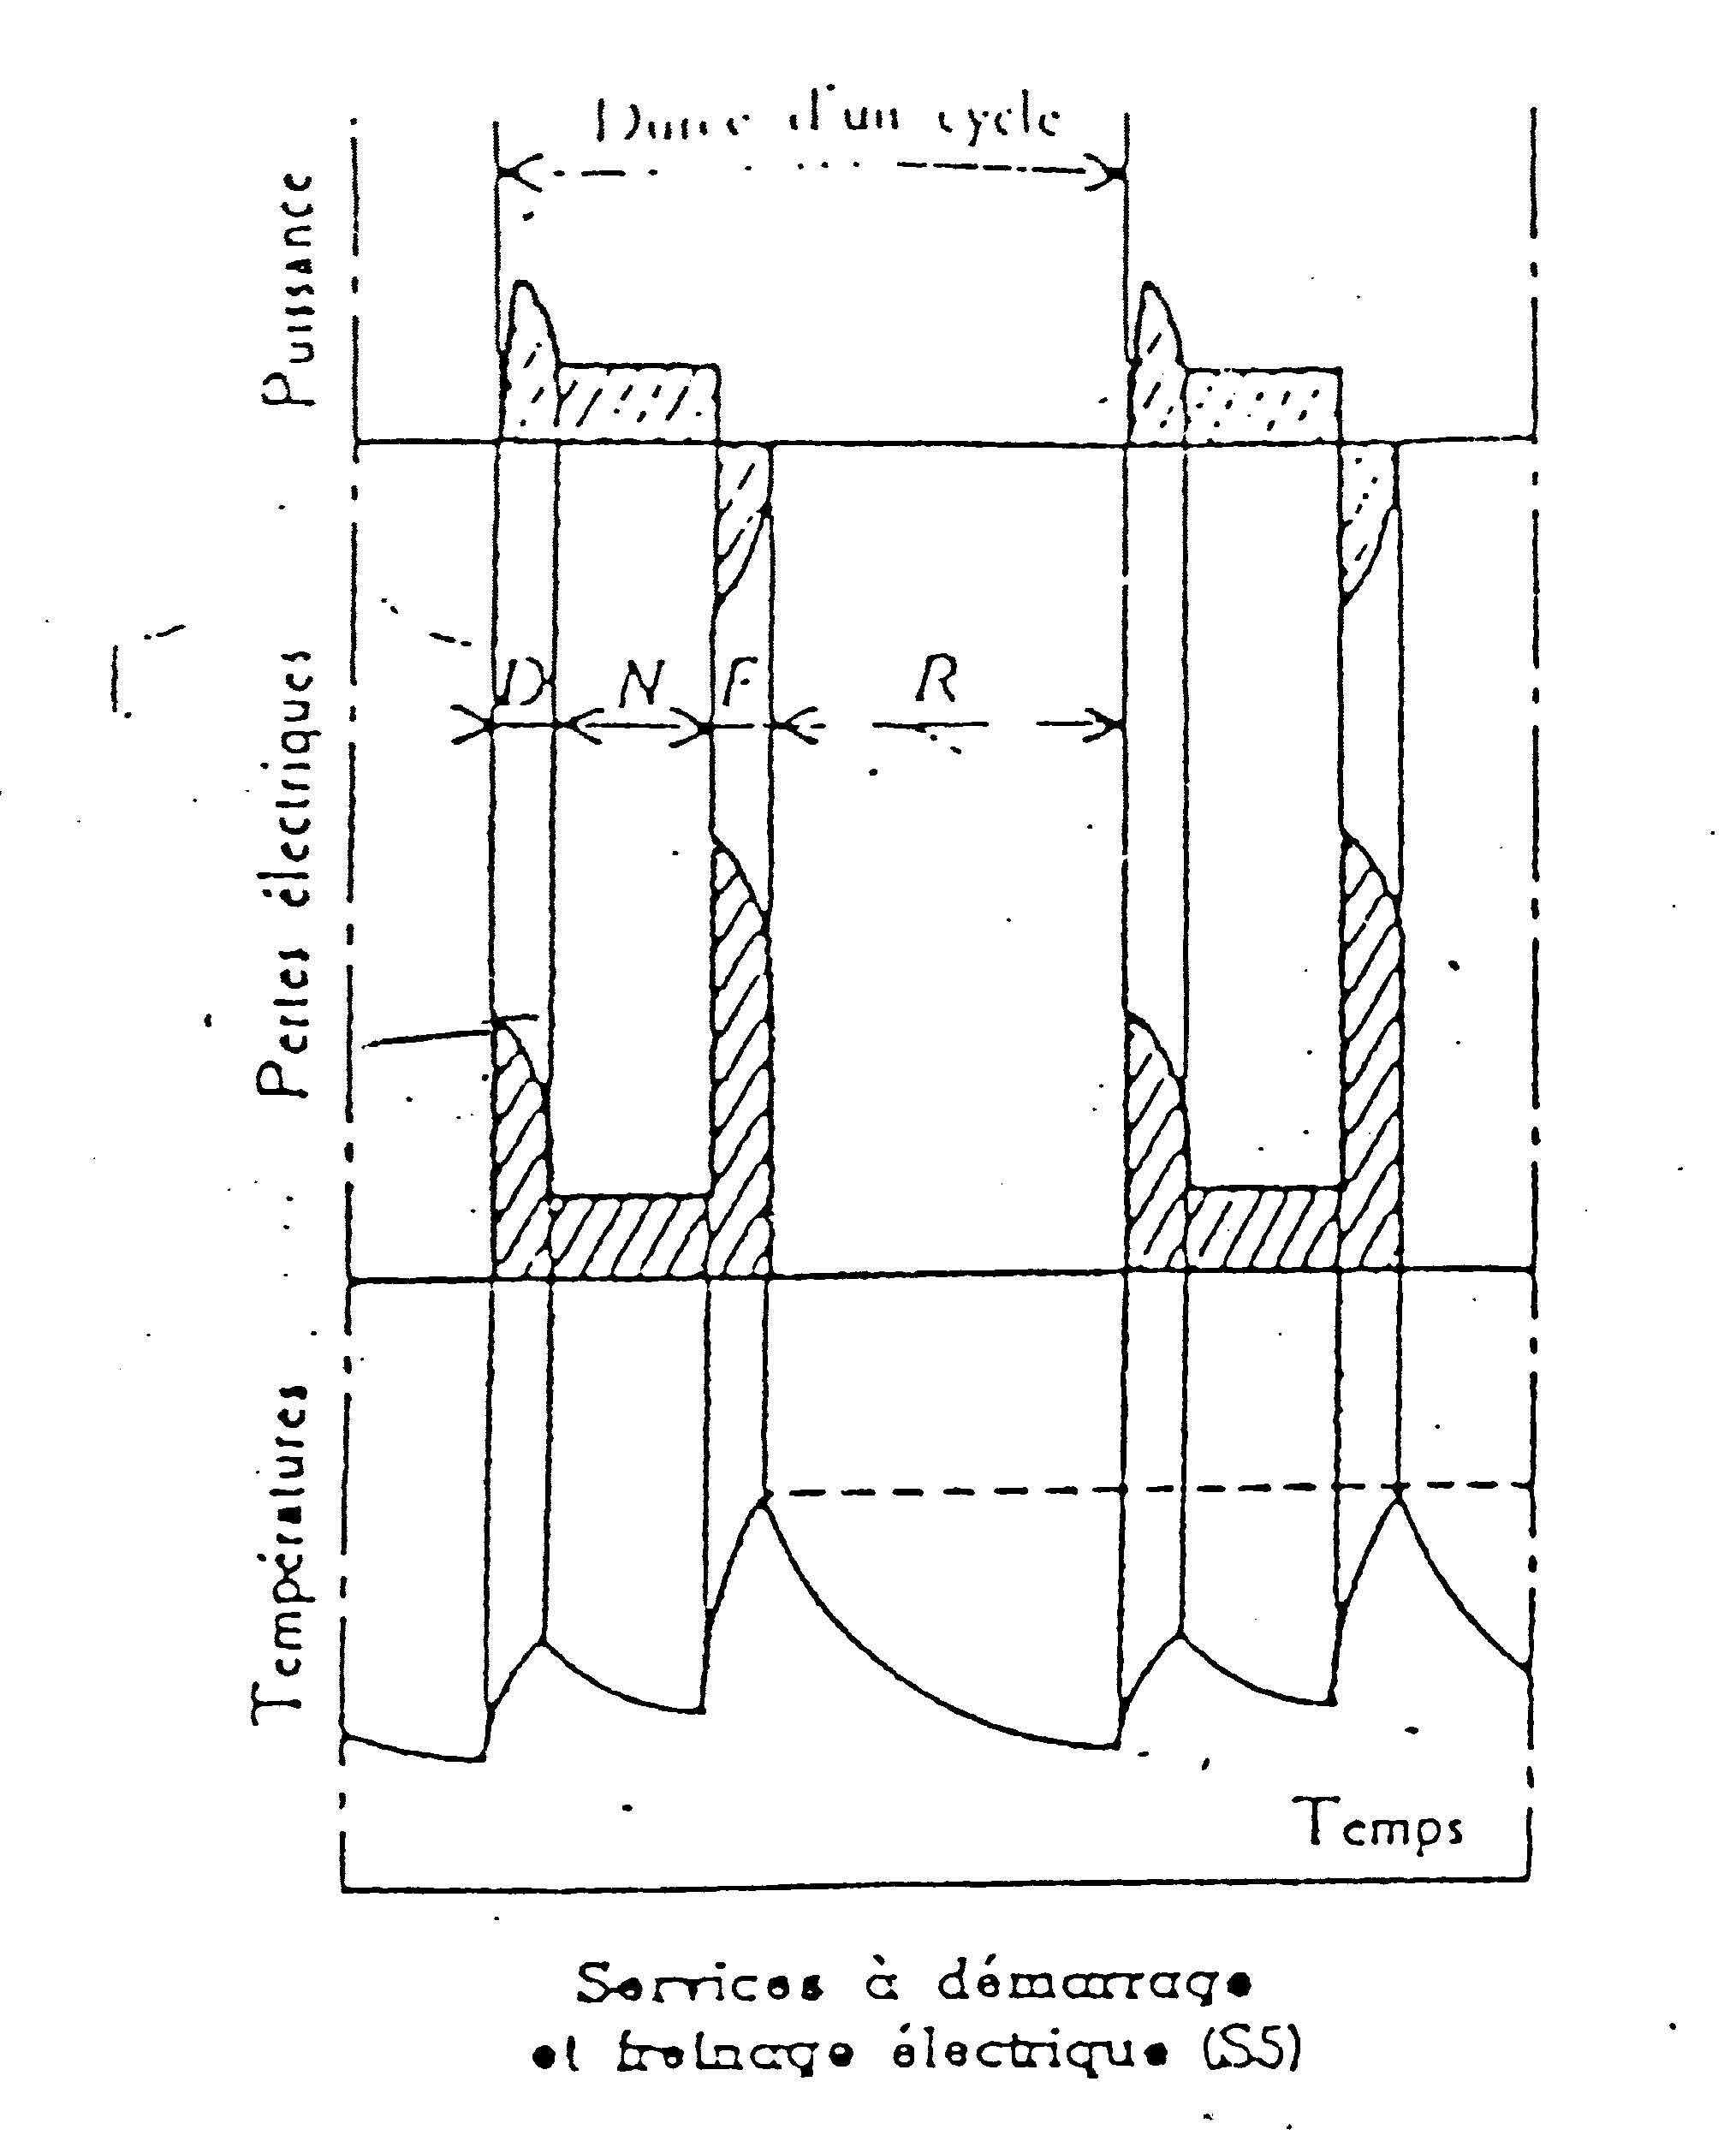 Durée d'un cycle
Puissance
D N F R
Pertes électriques
Températures
Temps
Services à démarrage
et freinage électrique (S5)